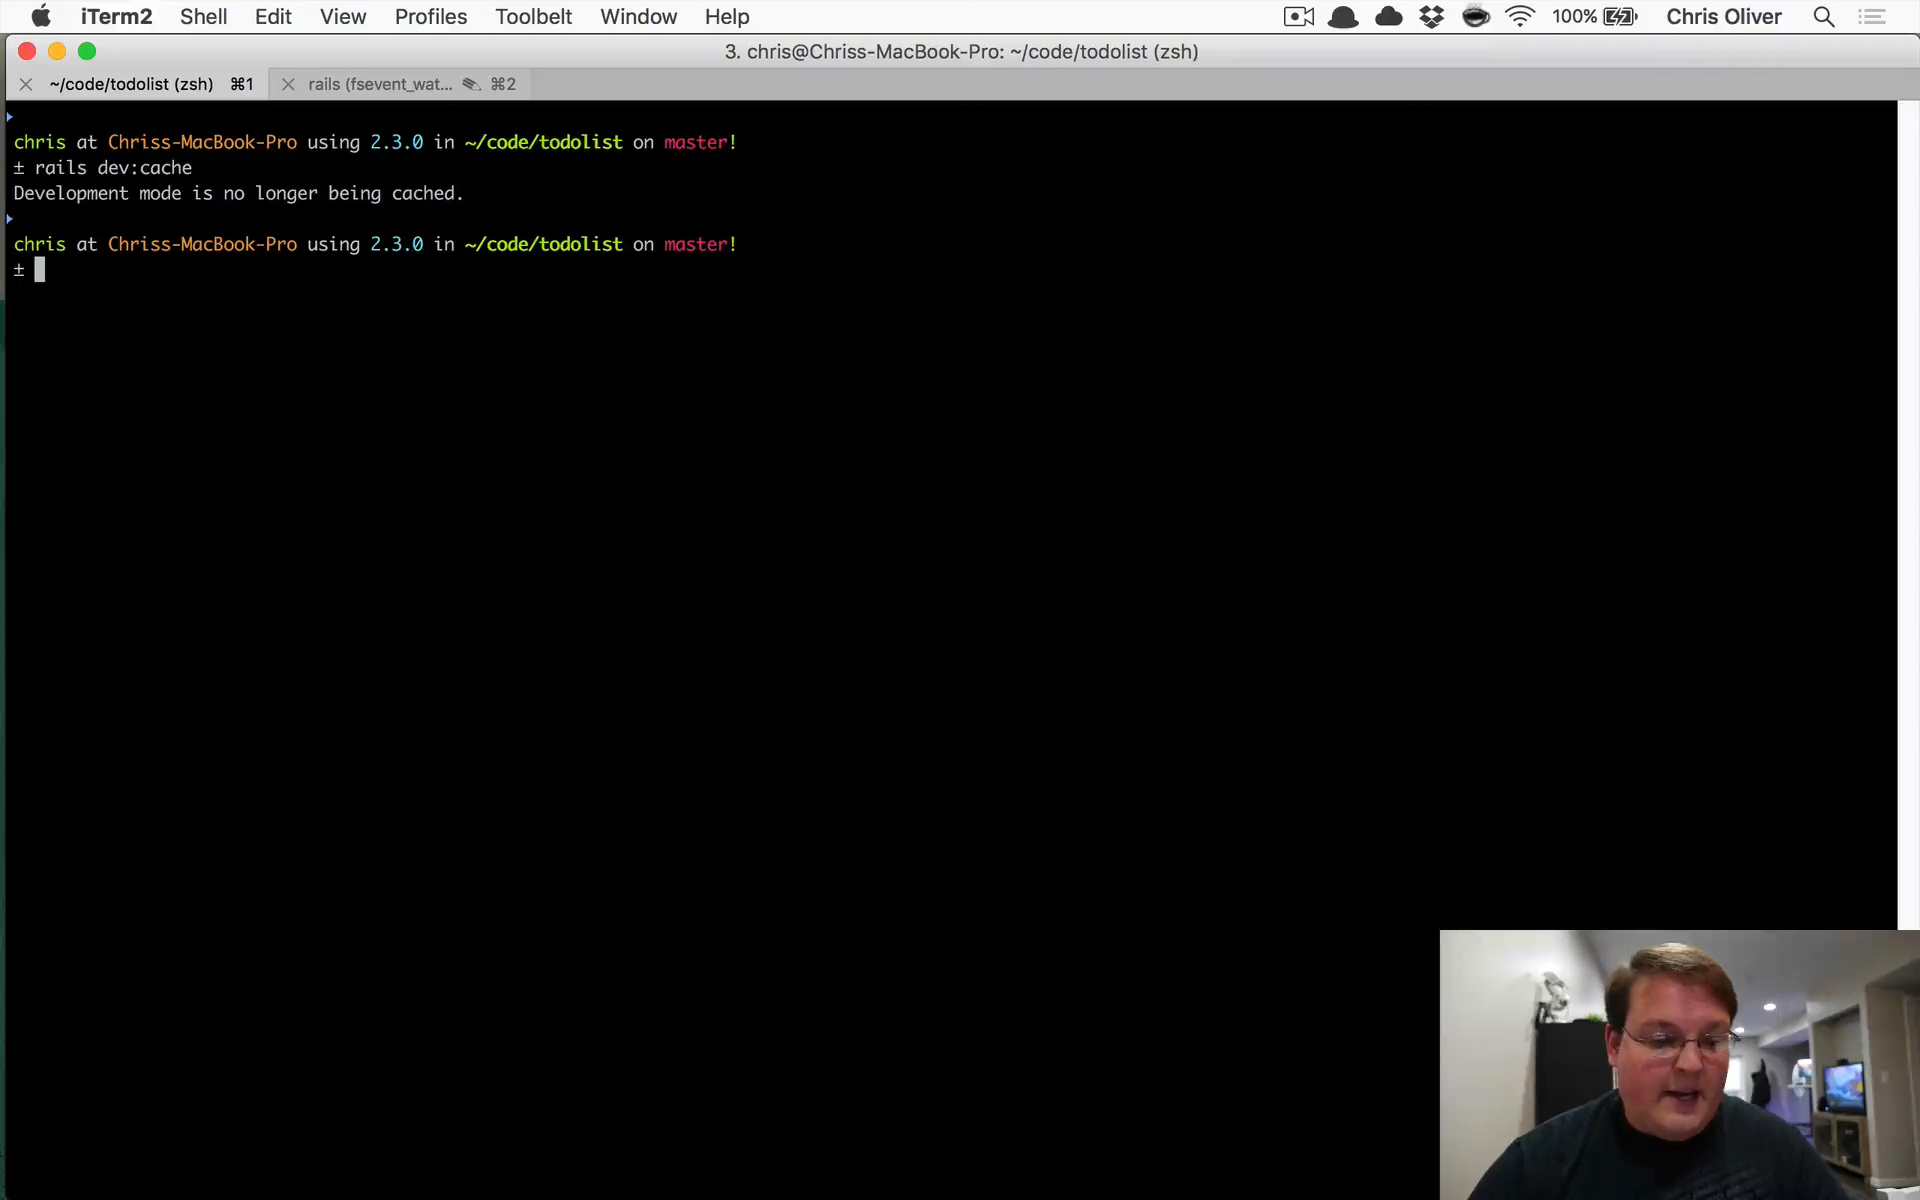 iTerm2 Shell Edit View Profiles Toolbelt Window Help 100% Chris Oliver
3. chris@Chriss-MacBook-Pro: ~/code/todolist (zsh)
~/code/todolist (zsh) ⌘1 rails (fsevent_wat... ⌘2
chris at Chriss-MacBook-Pro using 2.3.0 in ~/code/todolist on master!
± rails dev:cache
Development mode is no longer being cached.
chris at Chriss-MacBook-Pro using 2.3.0 in ~/code/todolist on master!
±